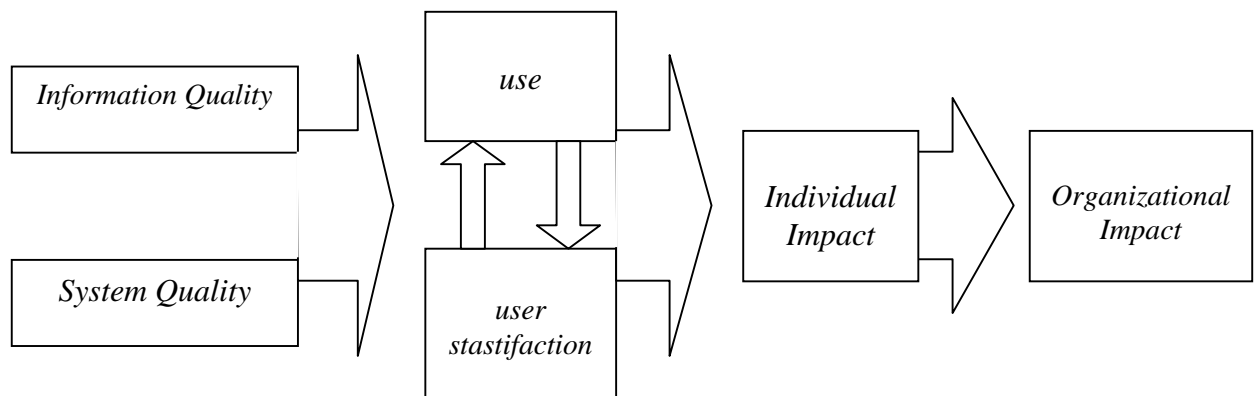 Information Quality
System Quality
use
user
stastifaction
Individual
Impact
Organizational
Impact